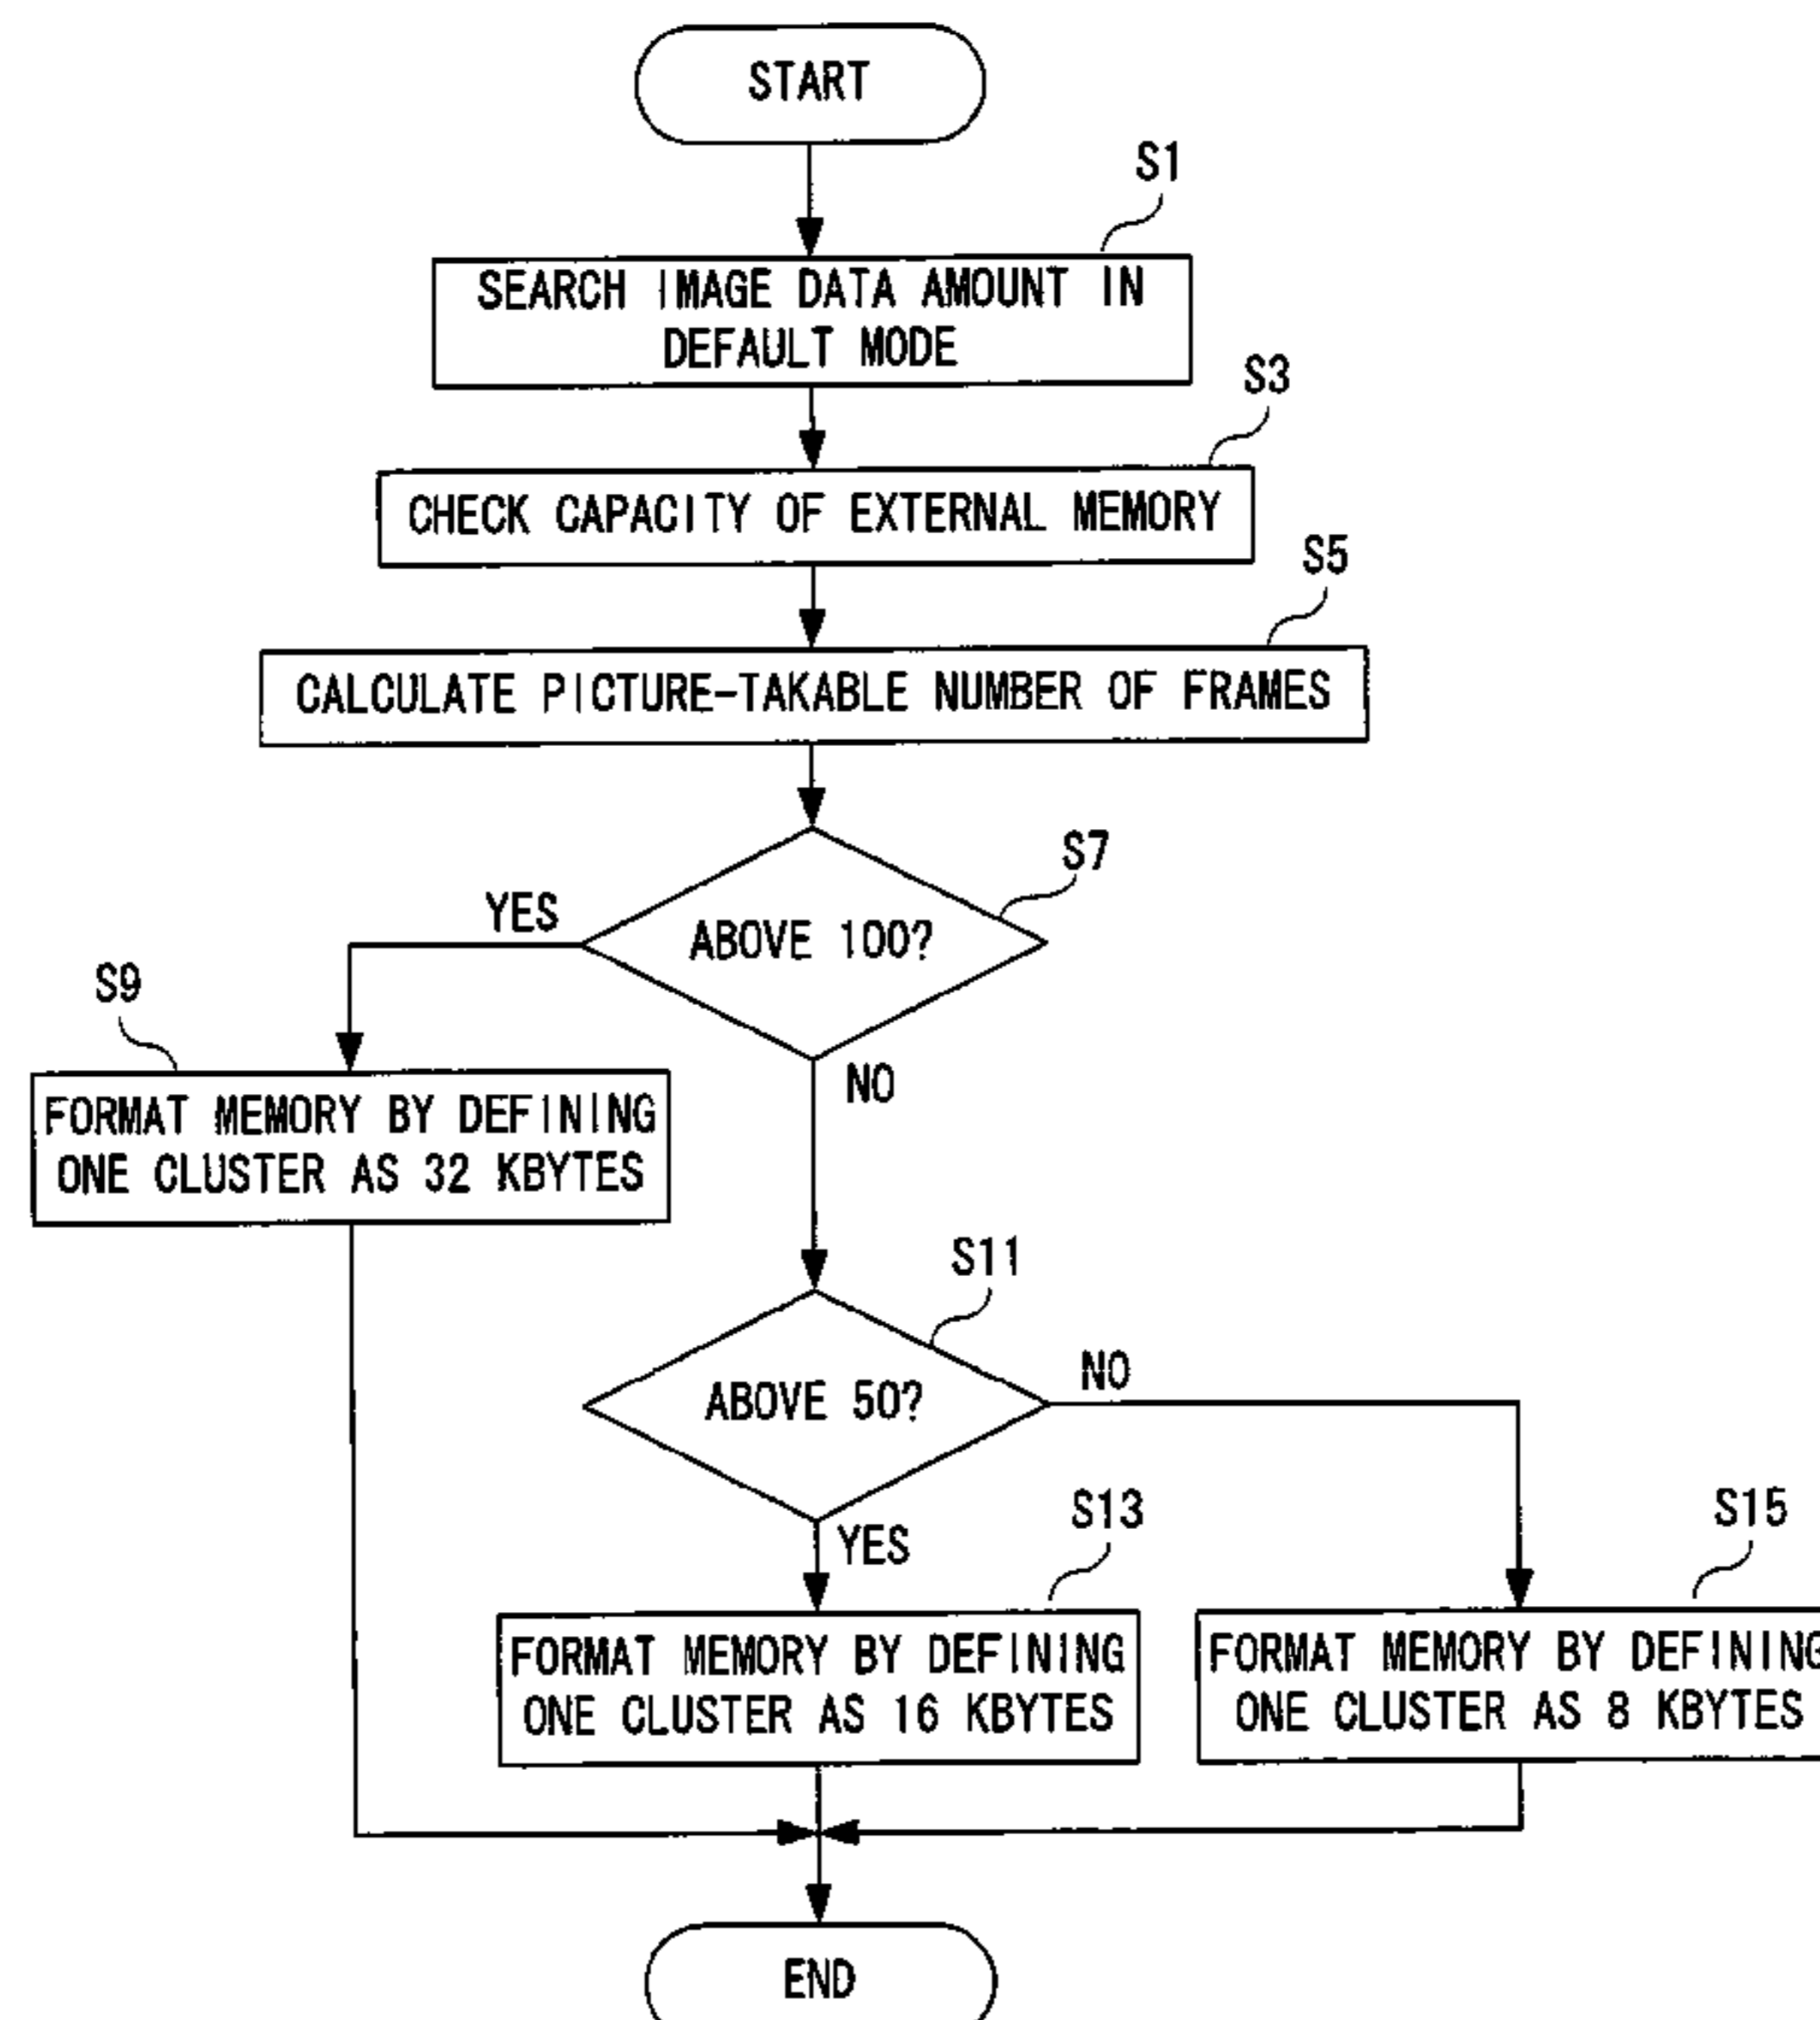 START
S1
SEARCH IMAGE DATA AMOUNT IN
DEFAULT MODE
S3
CHECK CAPACITY OF EXTERNAL MEMORY
S5
CALCULATE PICTURE-TAKABLE NUMBER OF FRAMES
S7
ABOVE 100?
YES
NO
S9
FORMAT MEMORY BY DEFINING
ONE CLUSTER AS 32 KBYTES
S11
ABOVE 50?
NO
YES
S13
FORMAT MEMORY BY DEFINING
ONE CLUSTER AS 16 KBYTES
S15
FORMAT MEMORY BY DEFINING
ONE CLUSTER AS 8 KBYTES
END